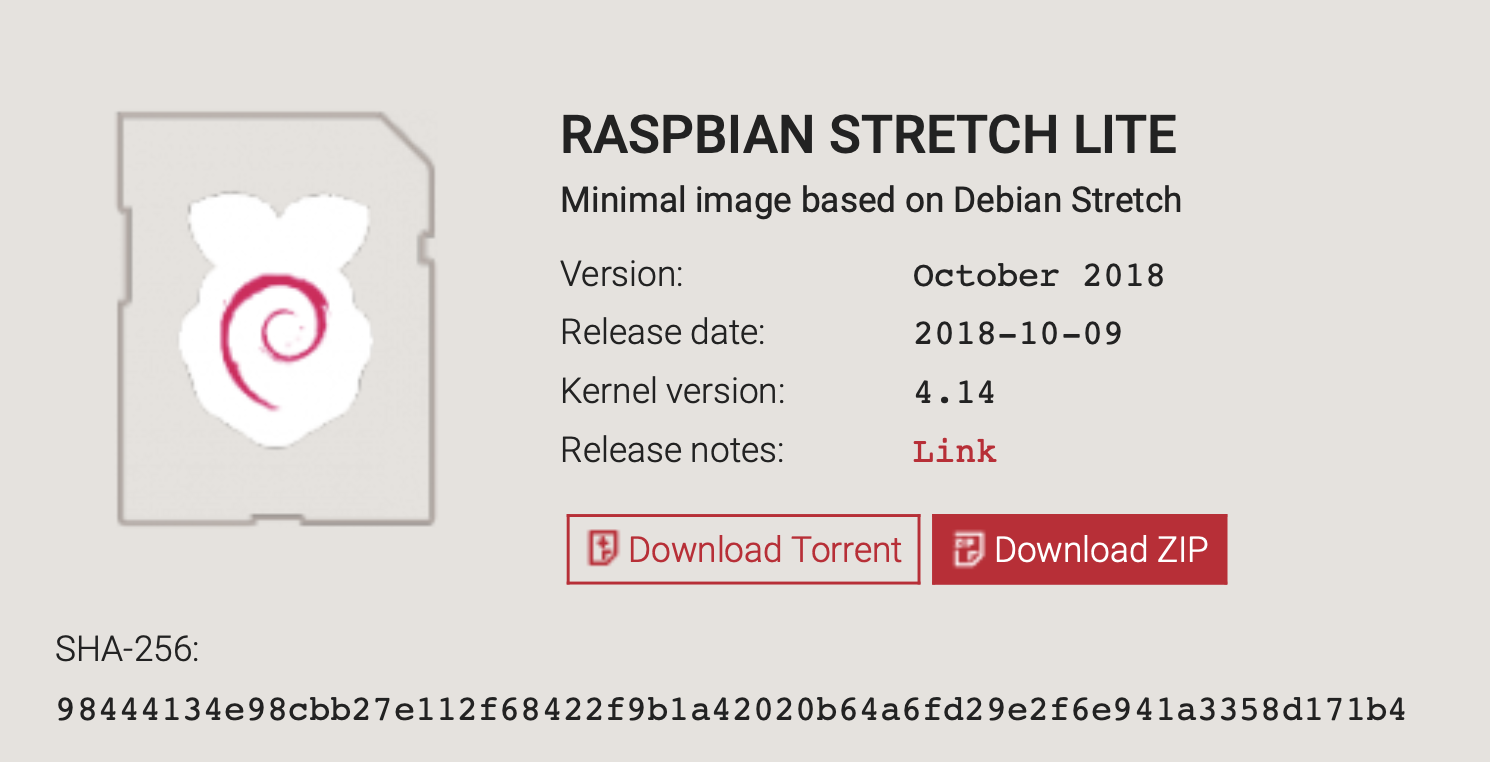 RASPBIAN STRETCH LITE
Minimal image based on Debian Stretch
Version: October 2018
Release date: 2018-10-09
Kernel version: 4.14
Release notes: Link
Download Torrent Download ZIP
SHA-256:
98444134e98cbb27e112f68422f9b1a42020b64a6fd29e2f6e941a3358d171b4